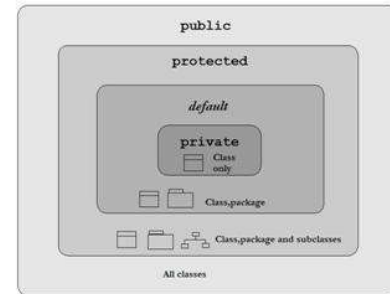 public
protected
default
private
Class
only
Class,package
Class,package and subclasses
All classes